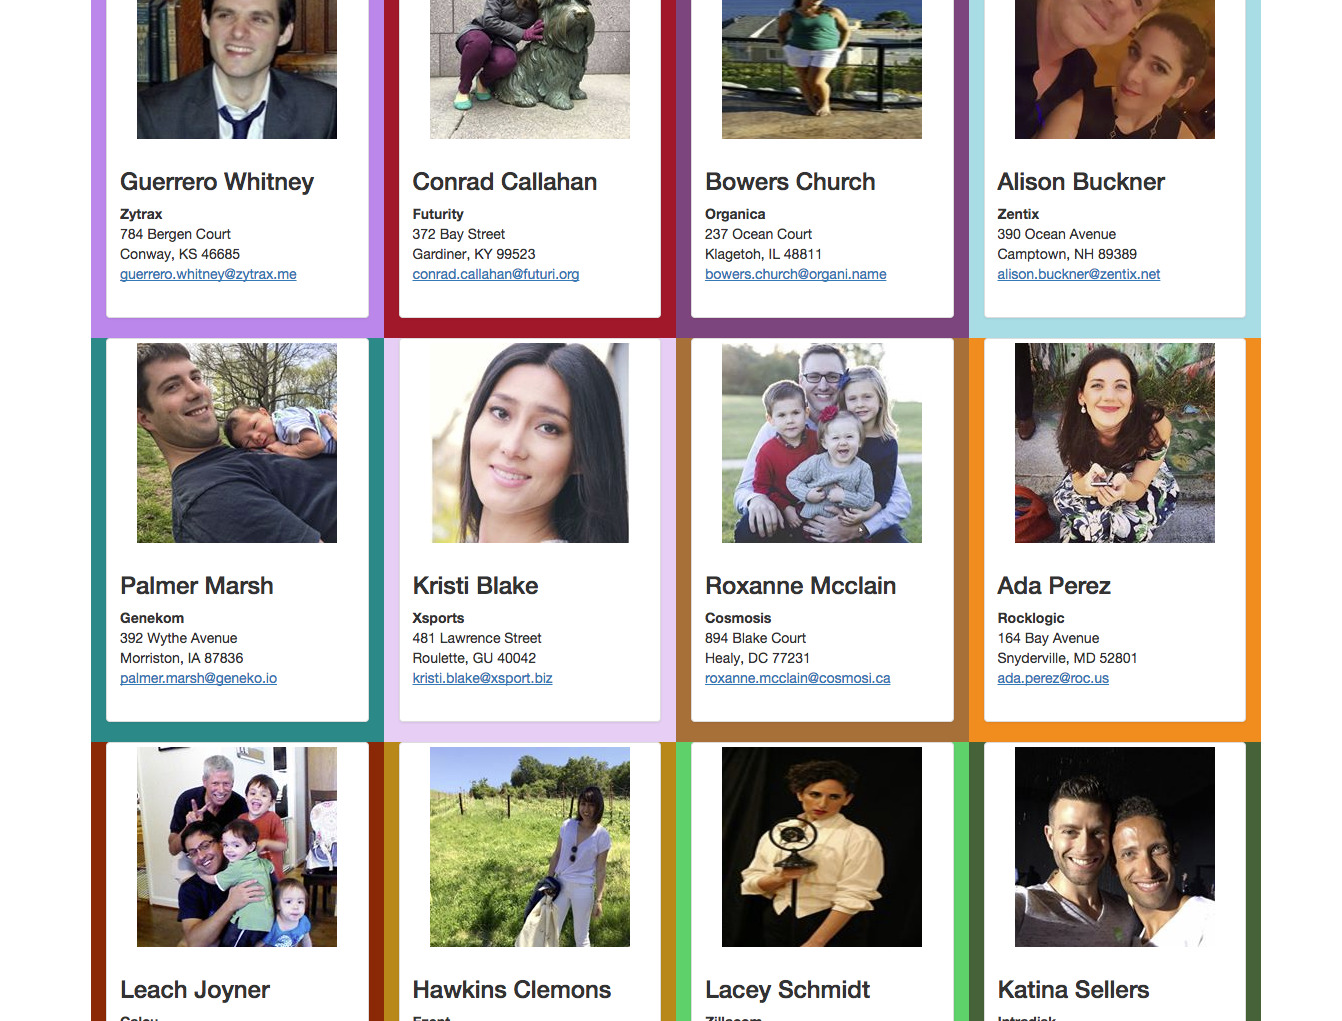 Guerrero Whitney
Zytrax
784 Bergen Court
Conway, KS 46685
guerrero.whitney@zytrax.me
Conrad Callahan
Futurity
372 Bay Street
Gardiner, KY 99523
conrad.callahan@futuri.org
Bowers Church
Organica
237 Ocean Court
Klagetoh, IL 48811
bowers.church@organi.name
Alison Buckner
Zentix
390 Ocean Avenue
Camptown, NH 89389
alison.buckner@zentix.net
Palmer Marsh
Genekom
392 Wythe Avenue
Morriston, IA 87836
palmer.marsh@geneko.io
Kristi Blake
Xsports
481 Lawrence Street
Roulette, GU 40042
kristi.blake@xsport.biz
Roxanne Mcclain
Cosmosis
894 Blake Court
Healy, DC 77231
roxanne.mcclain@cosmosi.ca
Ada Perez
Rocklogic
164 Bay Avenue
Snyderville, MD 52801
ada.perez@roc.us
Leach Joyner
Hawkins Clemons
Lacey Schmidt
Katina Sellers